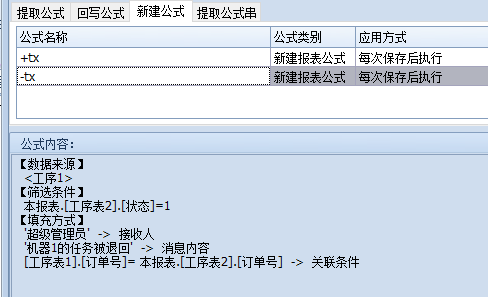 提取公式 回写公式 新建公式 提取公式串
公式名称 公式类别 应用方式
+tx 新建报表公式 每次保存后执行
-tx 新建报表公式 每次保存后执行
公式内容:
【数据来源】
<工序1>
【筛选条件】
本报表.[工序表2].[状态]=1
【填充方式】
'超级管理员' -> 接收人
'机器1的任务被退回' -> 消息内容
[工序表1].[订单号]= 本报表.[工序表2].[订单号] -> 关联条件